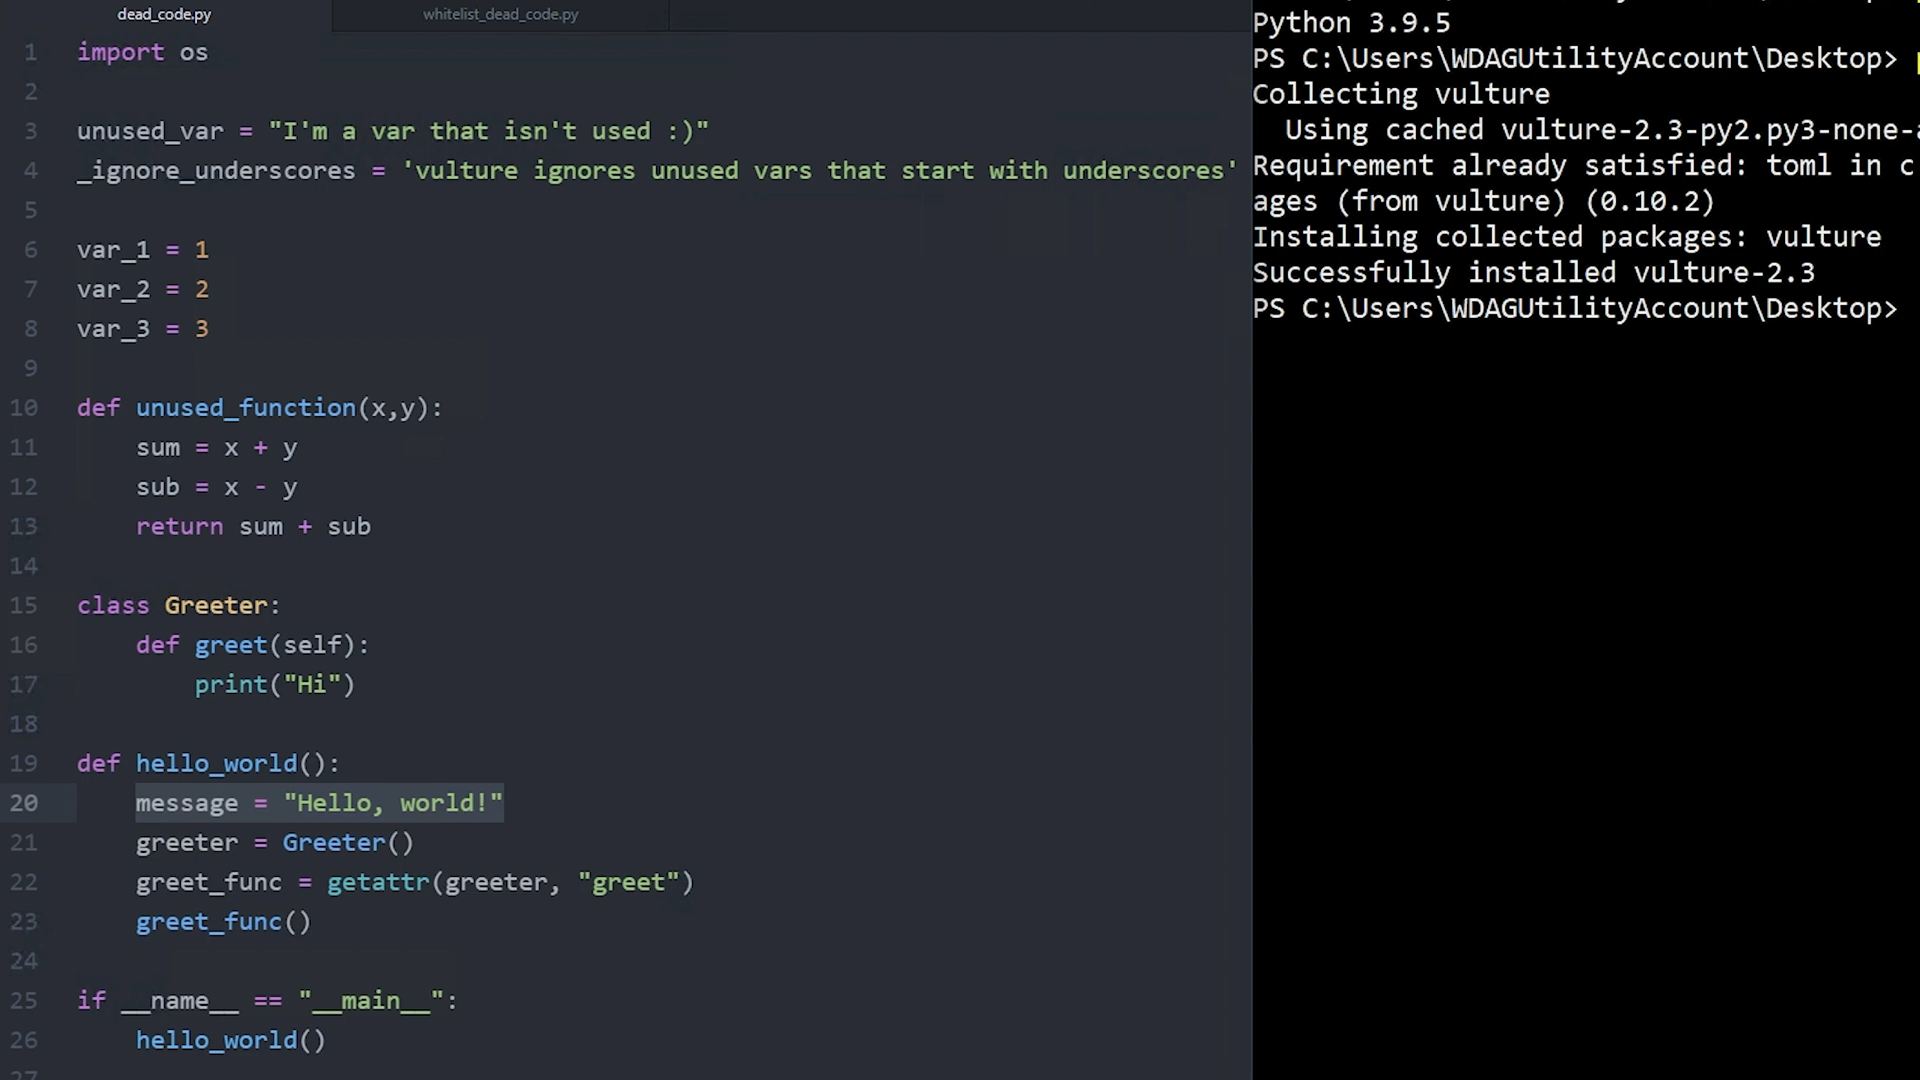 dead_code.py
whitelist_dead_code.py
1 import os
2
3 unused_var = "I'm a var that isn't used :)"
4 _ignore_underscores = 'vulture ignores unused vars that start with underscores'
5
6 var_1 = 1
7 var_2 = 2
8 var_3 = 3
9
10 def unused_function(x,y):
11     sum = x + y
12     sub = x - y
13     return sum + sub
14
15 class Greeter:
16     def greet(self):
17         print("Hi")
18
19 def hello_world():
20     message = "Hello, world!"
21     greeter = Greeter()
22     greet_func = getattr(greeter, "greet")
23     greet_func()
24
25 if __name__ == "__main__":
26     hello_world()
27
Python 3.9.5
PS C:\Users\WDAGUtilityAccount\Desktop>
Collecting vulture
  Using cached vulture-2.3-py2.py3-none-
Requirement already satisfied: toml in c
ages (from vulture) (0.10.2)
Installing collected packages: vulture
Successfully installed vulture-2.3
PS C:\Users\WDAGUtilityAccount\Desktop>